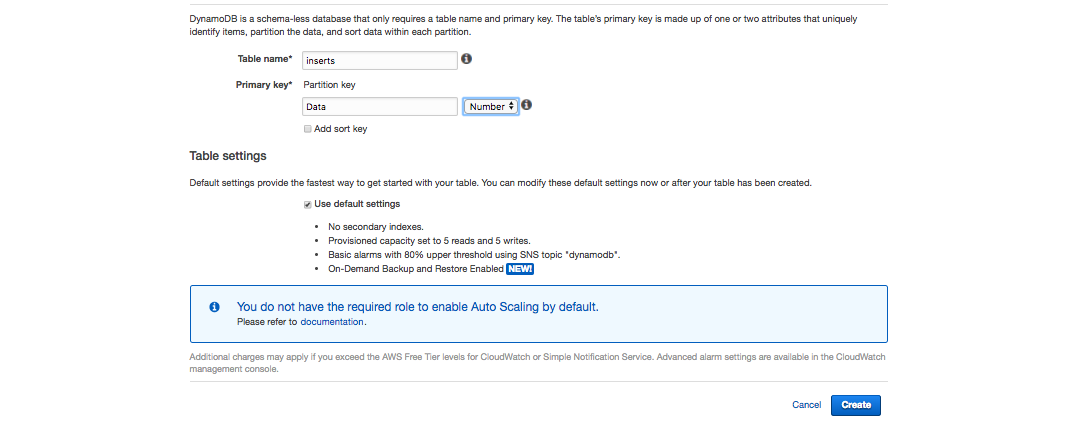 DynamoDB is a schema-less database that only requires a table name and primary key. The table's primary key is made up of one or two attributes that uniquely
identify items, partition the data, and sort data within each partition.
Table name* inserts
Primary key* Partition key
Data Number
Add sort key
Table settings
Default settings provide the fastest way to get started with your table. You can modify these default settings now or after your table has been created.
Use default settings
• No secondary indexes.
• Provisioned capacity set to 5 reads and 5 writes.
• Basic alarms with 80% upper threshold using SNS topic "dynamodb".
• On-Demand Backup and Restore Enabled NEW!
You do not have the required role to enable Auto Scaling by default.
Please refer to documentation.
Additional charges may apply if you exceed the AWS Free Tier levels for CloudWatch or Simple Notification Service. Advanced alarm settings are available in the CloudWatch
management console.
Cancel Create